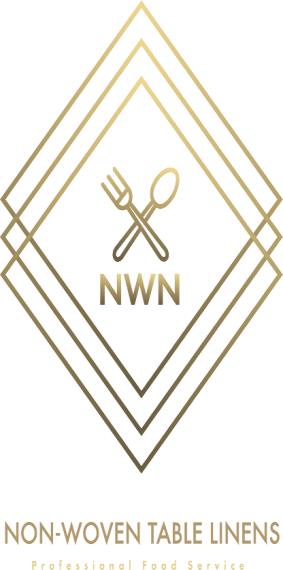 NWN
NON-WOVEN TABLE LINENS
Professional Food Service